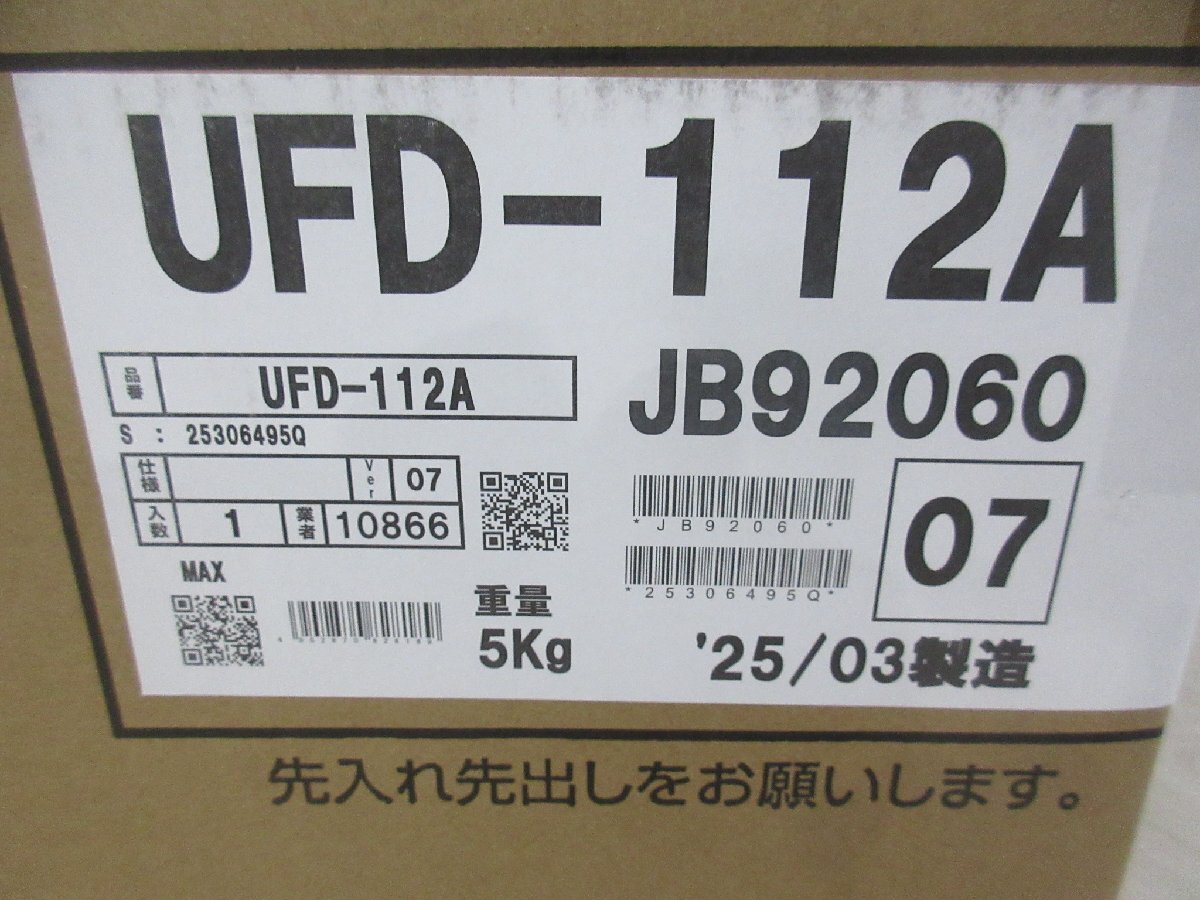 UFD-112A
品番 UFD-112A
JB92060
S : 25306495Q
仕様 Ver 07
入数 1 業者 10866
*JB92060*
07
*25306495Q*
MAX
重量
5Kg
'25/03製造
先入れ先出しをお願いします。